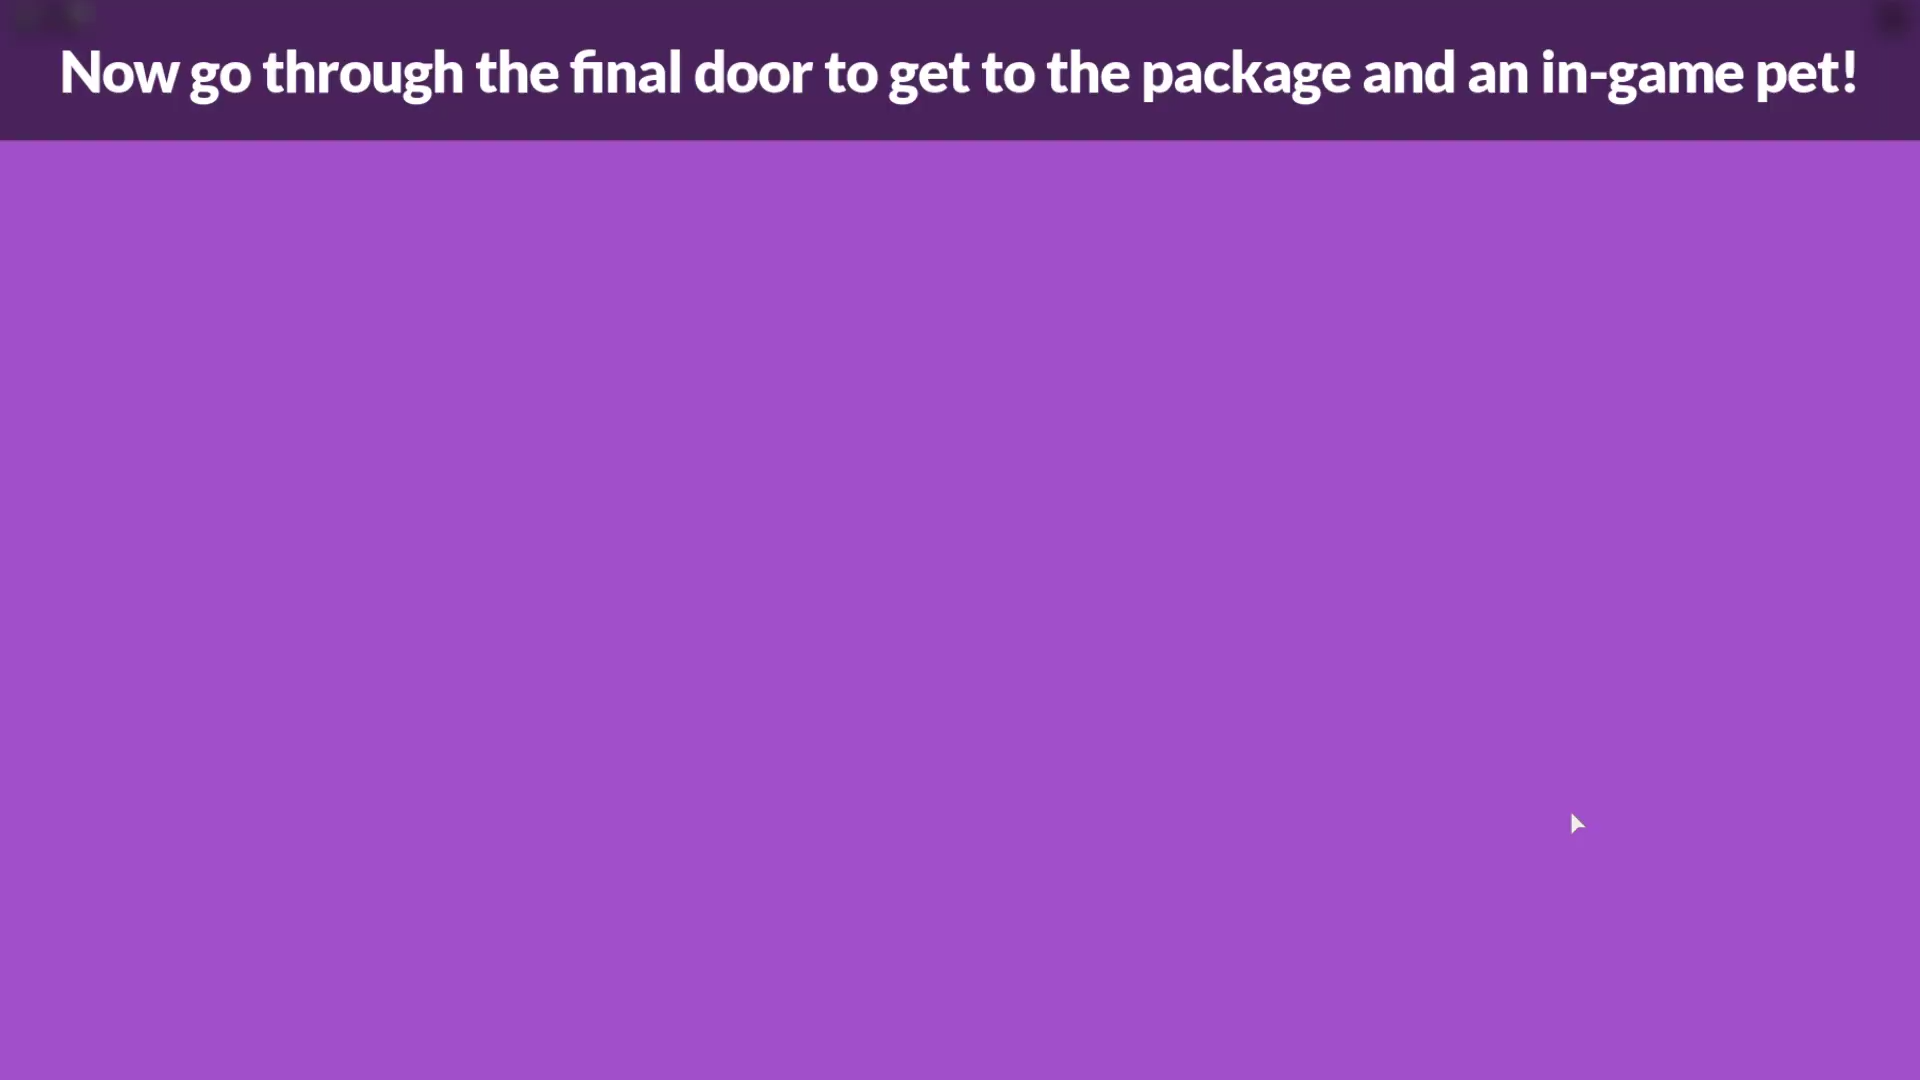 Now go through the final door to get to the package and an in-game pet!